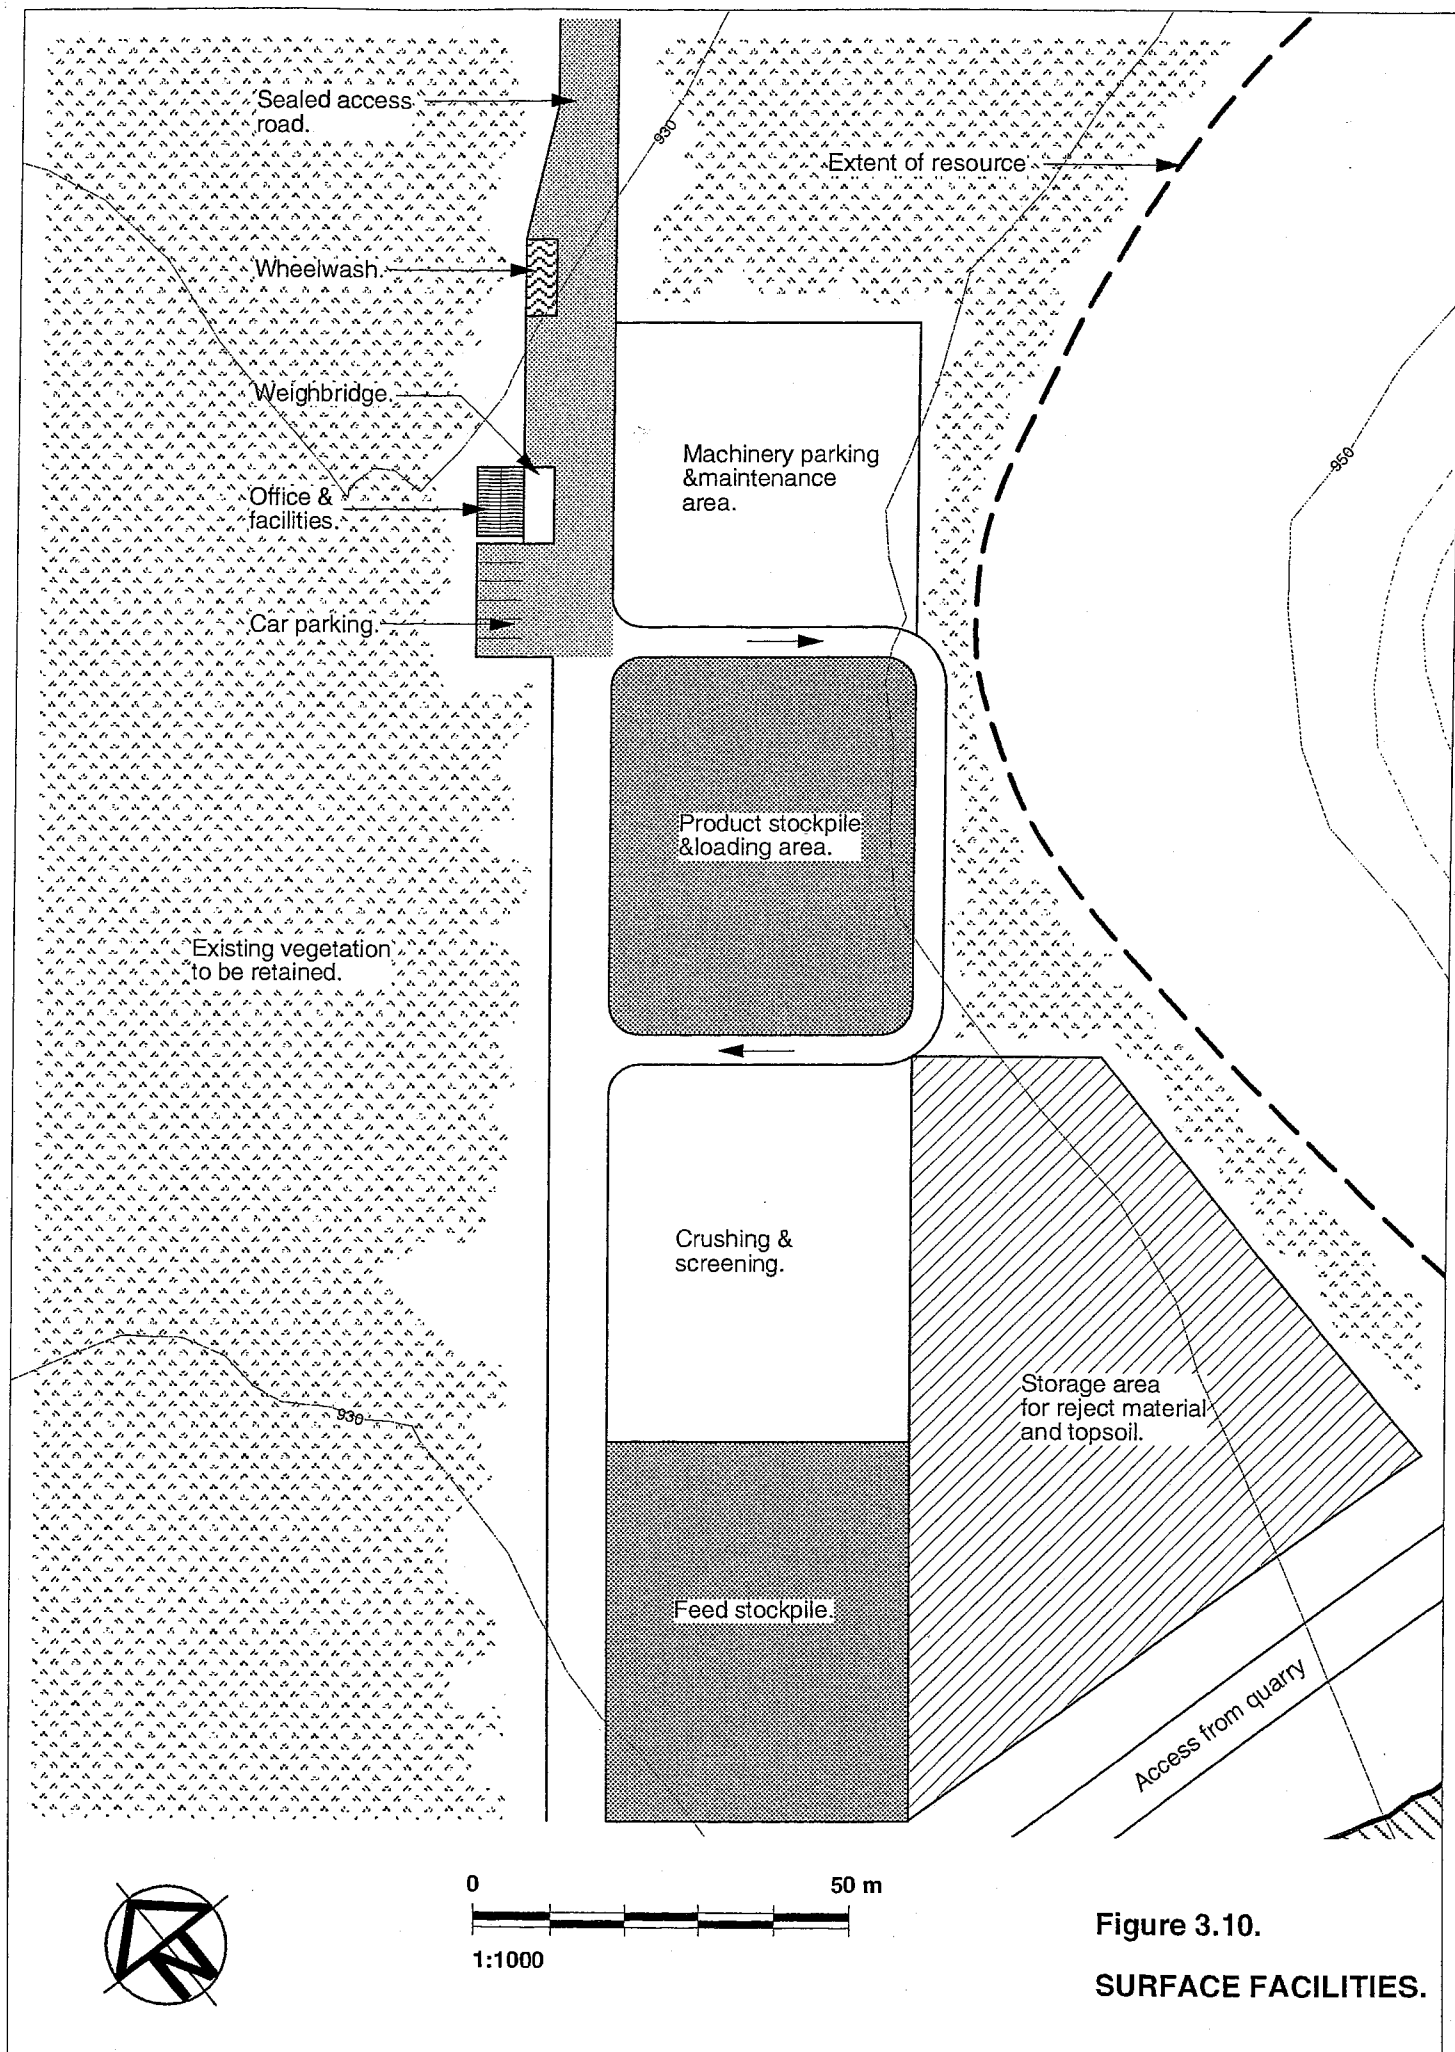 Sealed access
road.
930
Extent of resource
Wheelwash.
Weighbridge.
Machinery parking
&maintenance
area.
950
Office &
facilities.
Car parking.
Product stockpile
&loading area.
Existing vegetation
to be retained.
Crushing &
screening.
Storage area
for reject material
and topsoil.
930
Feed stockpile.
Access from quarry
N
0
50 m
1:1000
Figure 3.10.
SURFACE FACILITIES.